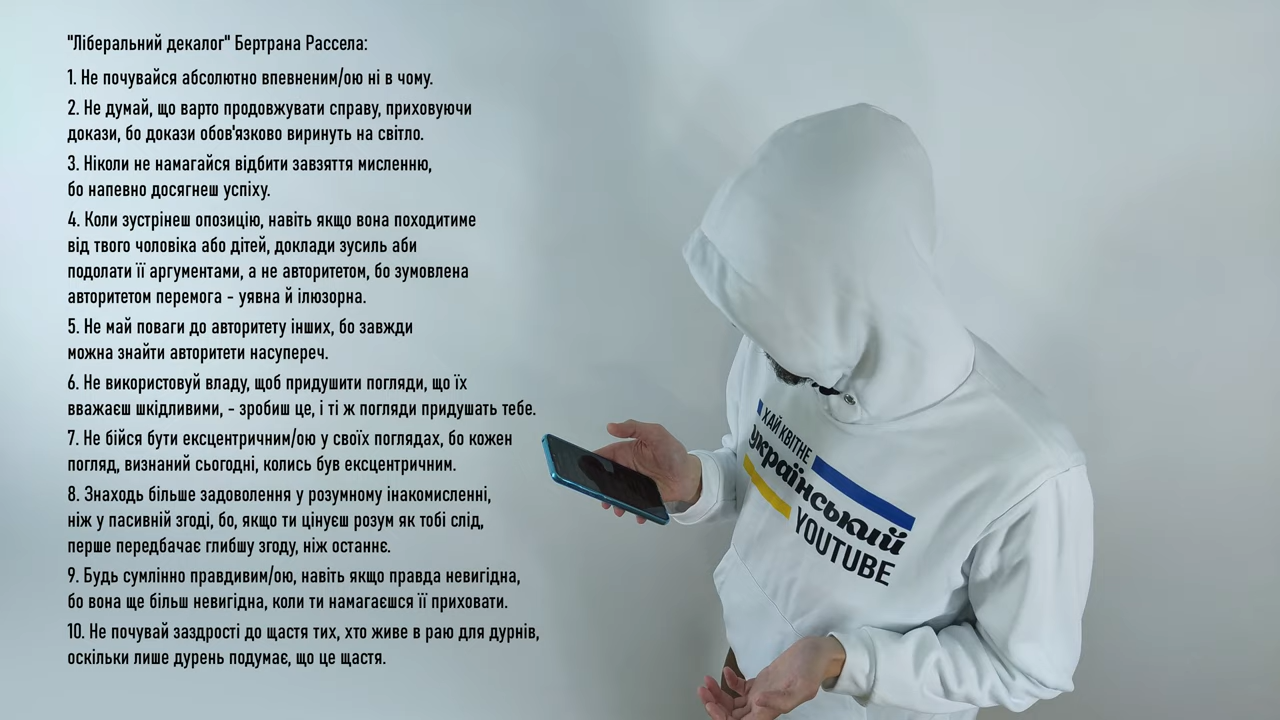 "Ліберальний декалог" Бертрана Рассела:
1. Не почувайся абсолютно впевненим/ою ні в чому.
2. Не думай, що варто продовжувати справу, приховуючи
докази, бо докази обов'язково виринуть на світло.
3. Ніколи не намагайся відбити завзяття мисленню,
бо напевно досягнеш успіху.
4. Коли зустрінеш опозицію, навіть якщо вона походитиме
від твого чоловіка або дітей, доклади зусиль аби
подолати її аргументами, а не авторитетом, бо зумовлена
авторитетом перемога - уявна й ілюзорна.
5. Не май поваги до авторитету інших, бо завжди
можна знайти авторитети насупереч.
6. Не використовуй владу, щоб придушити погляди, що їх
вважаєш шкідливими, - зробиш це, і ті ж погляди придушать тебе.
7. Не бійся бути ексцентричним/ою у своїх поглядах, бо кожен
погляд, визнаний сьогодні, колись був ексцентричним.
8. Знаходь більше задоволення у розумному інакомисленні,
ніж у пасивній згоді, бо, якщо ти цінуєш розум як тобі слід,
перше передбачає глибшу згоду, ніж останнє.
9. Будь сумлінно правдивим/ою, навіть якщо правда невигідна,
бо вона ще більш невигідна, коли ти намагаєшся її приховати.
10. Не почувай заздрості до щастя тих, хто живе в раю для дурнів,
оскільки лише дурень подумає, що це щастя.
ХАЙ КВІТНЕ
український
YOUTUBE